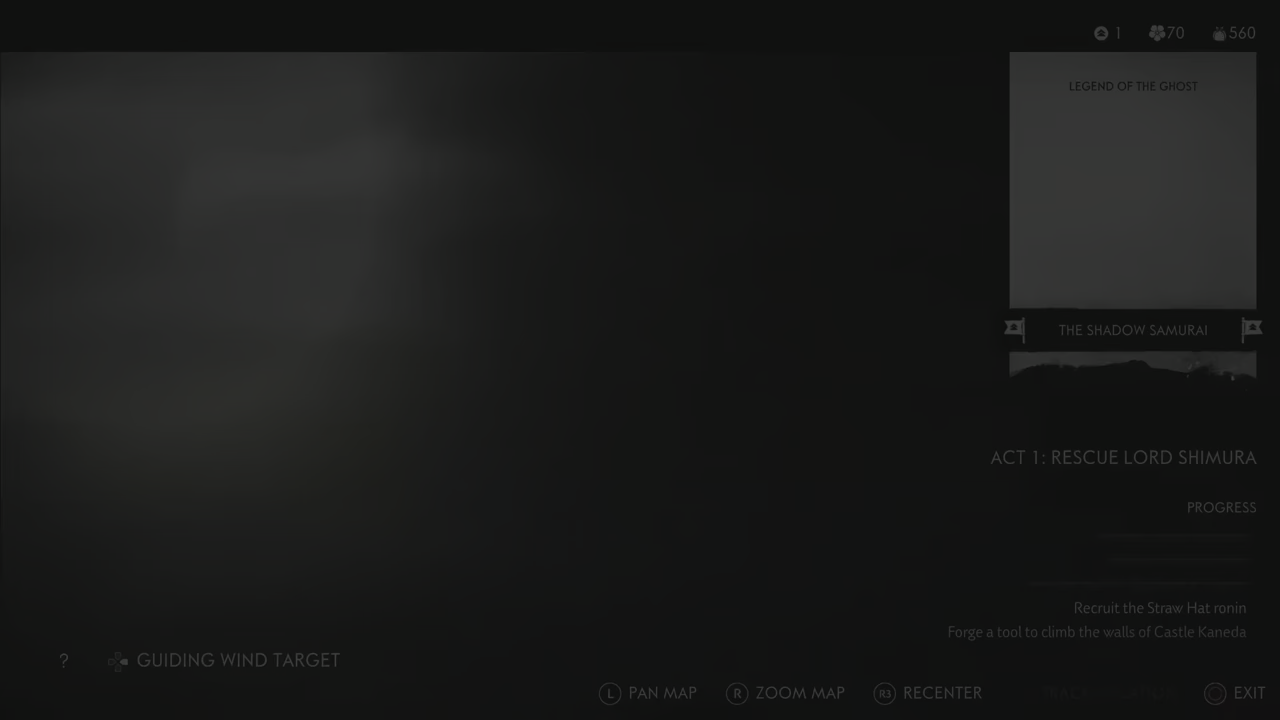 1 70 560
LEGEND OF THE GHOST
THE SHADOW SAMURAI
ACT 1: RESCUE LORD SHIMURA
PROGRESS
Recruit the Straw Hat ronin
Forge a tool to climb the walls of Castle Kaneda
? GUIDING WIND TARGET
L PAN MAP R ZOOM MAP R3 RECENTER EXIT